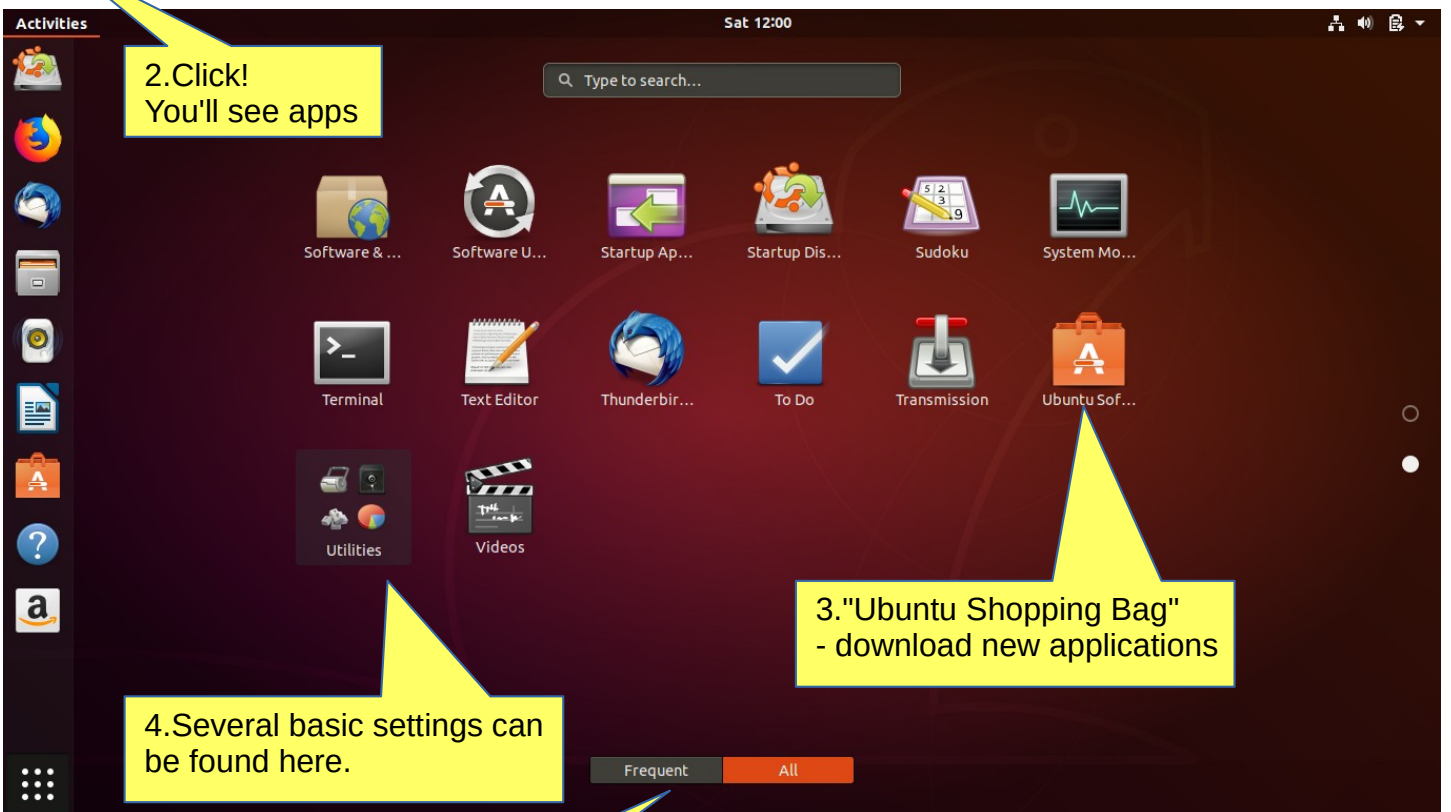 Activities
Sat 12:00
2.Click!
You'll see apps
Type to search...
Software & ...
Software U...
Startup Ap...
Startup Dis...
Sudoku
System Mo...
Terminal
Text Editor
Thunderbir...
To Do
Transmission
Ubuntu Sof...
Utilities
Videos
3."Ubuntu Shopping Bag"
- download new applications
4.Several basic settings can
be found here.
Frequent
All